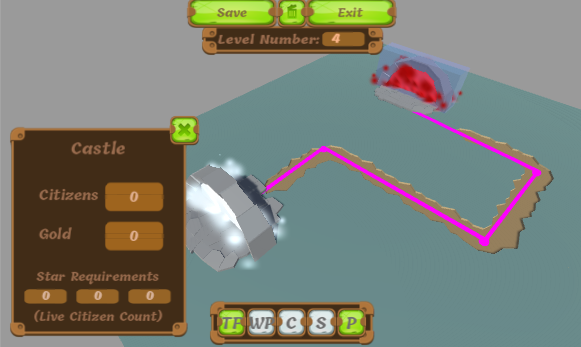 Save Exit
Level Number: 4
Castle
Citizens 0
Gold 0
Star Requirements
0 0 0
(Live Citizen Count)
TF WP C S P